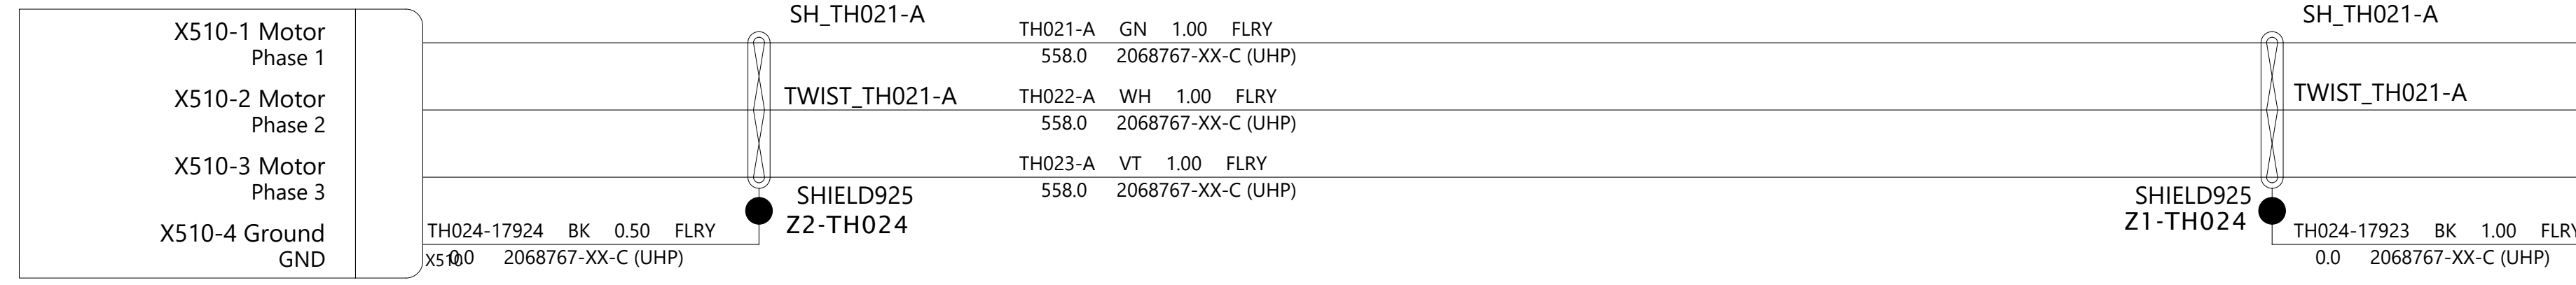 SH_TH021-A
SH_TH021-A
X510-1 Motor
Phase 1
TH021-A GN 1.00 FLRY
558.0 2068767-XX-C (UHP)
X510-2 Motor
Phase 2
TWIST_TH021-A
TH022-A WH 1.00 FLRY
558.0 2068767-XX-C (UHP)
TWIST_TH021-A
X510-3 Motor
Phase 3
TH023-A VT 1.00 FLRY
558.0 2068767-XX-C (UHP)
SHIELD925
Z2-TH024
SHIELD925
Z1-TH024
X510-4 Ground
GND
TH024-17924 BK 0.50 FLRY
X510
0.0 2068767-XX-C (UHP)
TH024-17923 BK 1.00 FLRY
0.0 2068767-XX-C (UHP)